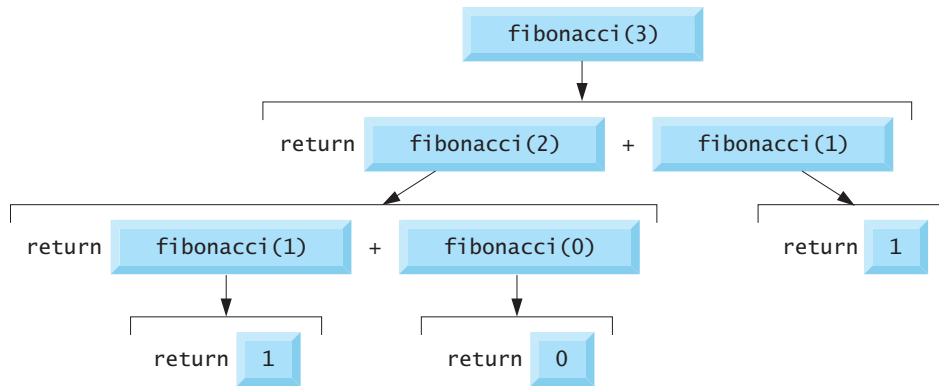 fibonacci(3)
return fibonacci(2) + fibonacci(1)
return fibonacci(1) + fibonacci(0) return 1
return 1 return 0